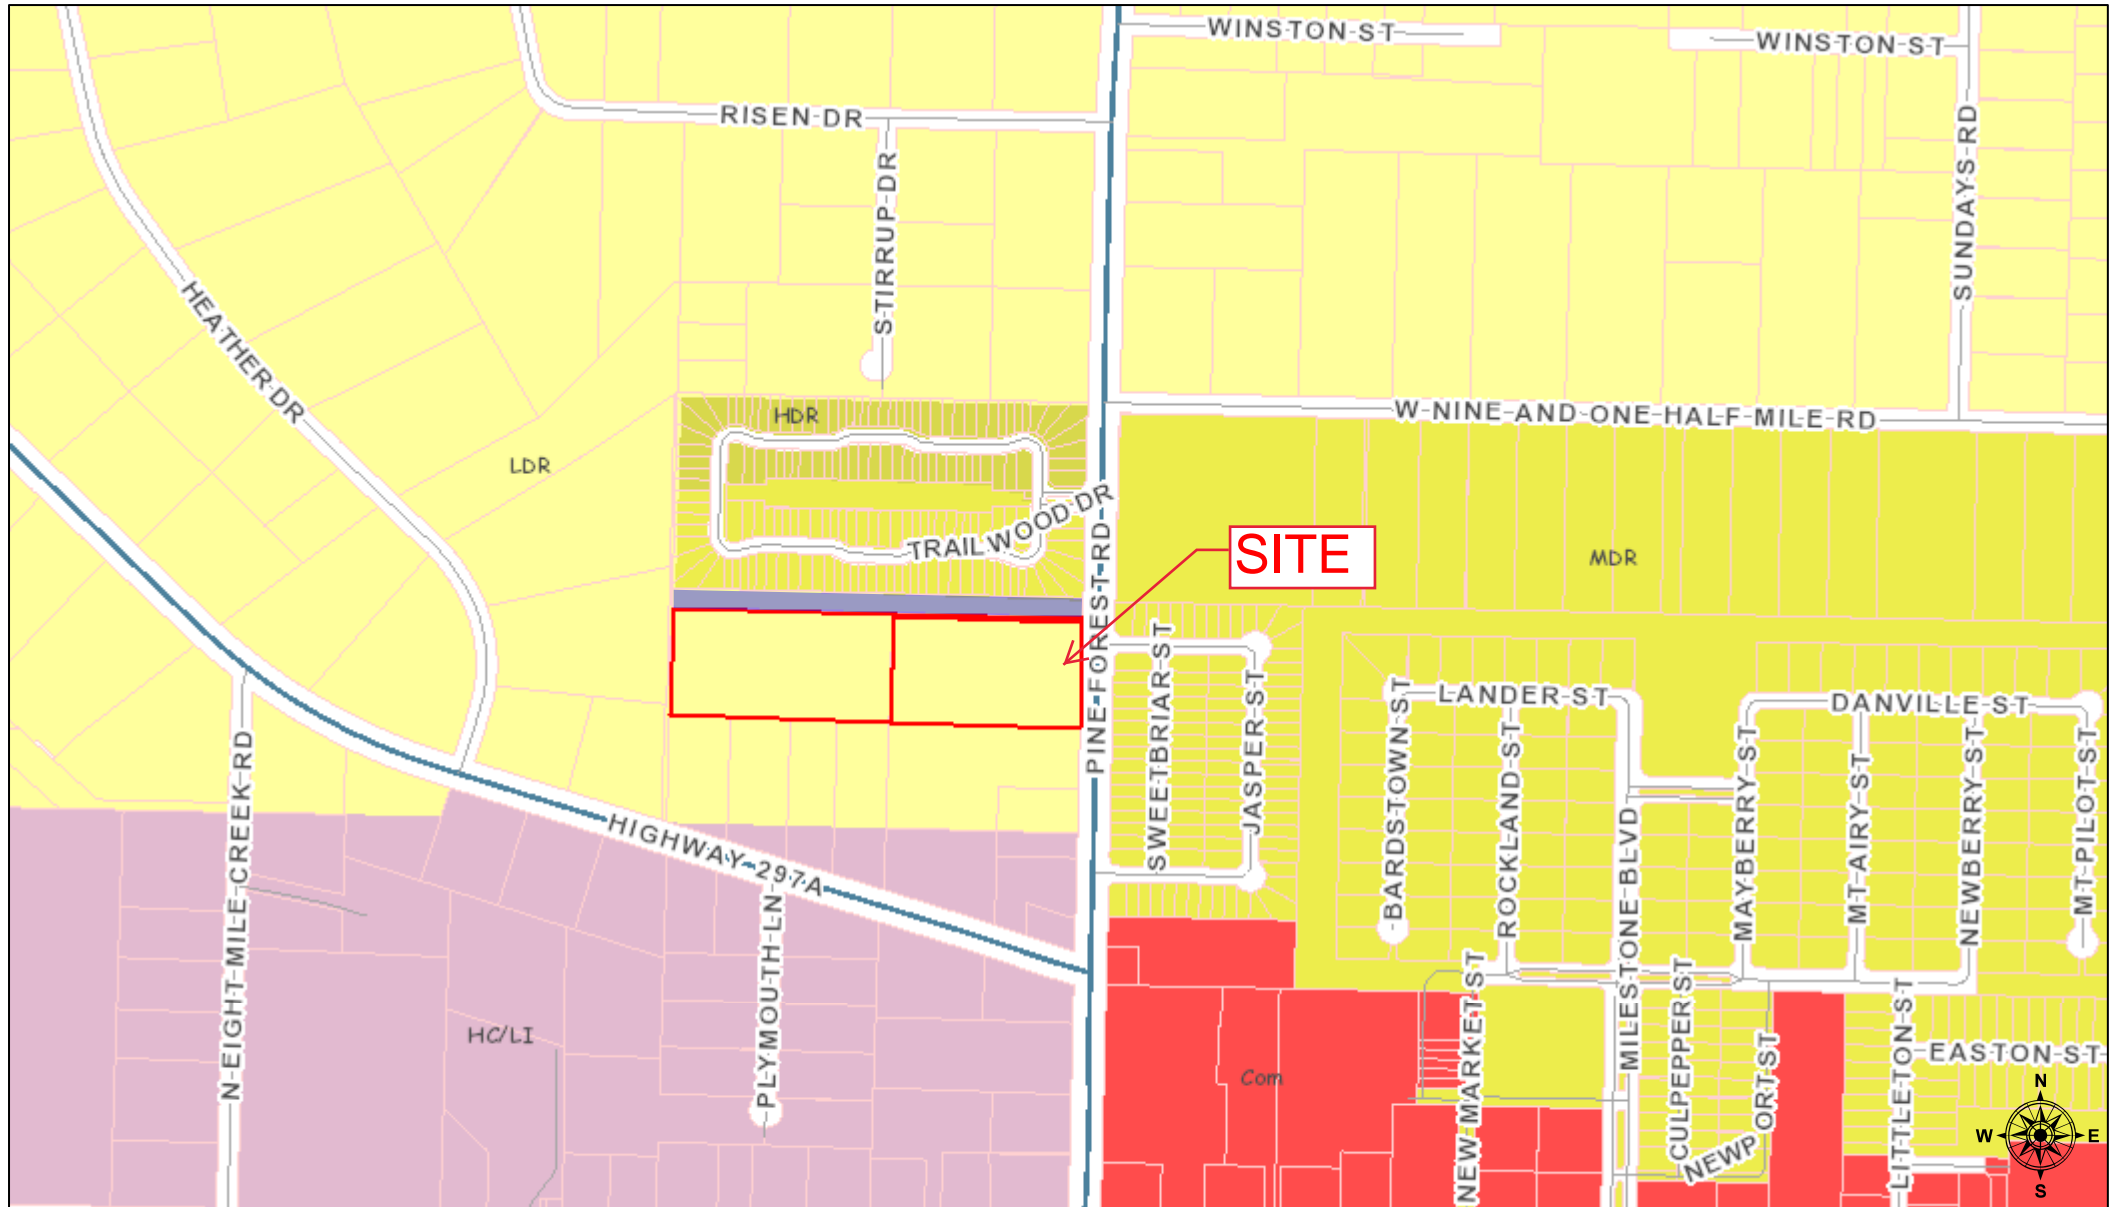 WINSTON ST
WINSTON ST
RISEN DR
STIRRUP DR
SUNDAYS RD
HEATHER DR
HDR
W NINE AND ONE HALF MILE RD
LDR
TRAILWOOD DR
PINE FOREST RD
SITE
MDR
SWEETBRIAR ST
JASPER ST
BARDSTOWN ST
LANDER ST
DANVILLE ST
ROCKLAND ST
MILESTONE BLVD
MAYBERRY ST
MT AIRY ST
NEWBERRY ST
MT PILOT ST
N EIGHT MILE CREEK RD
HIGHWAY 297A
PLYMOUTH LN
HC/LI
Com
NEW MARKET ST
CULPEPPER ST
NEWPORT ST
LITTLETON ST
EASTON ST
N
W E
S